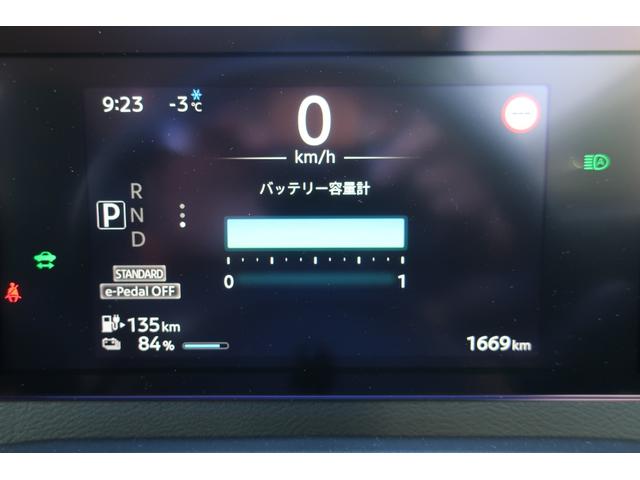 9:23 -3℃
0
km/h
バッテリー容量計
R
P N
D
0 1
STANDARD
e-Pedal OFF
135km
84% 1669km
A